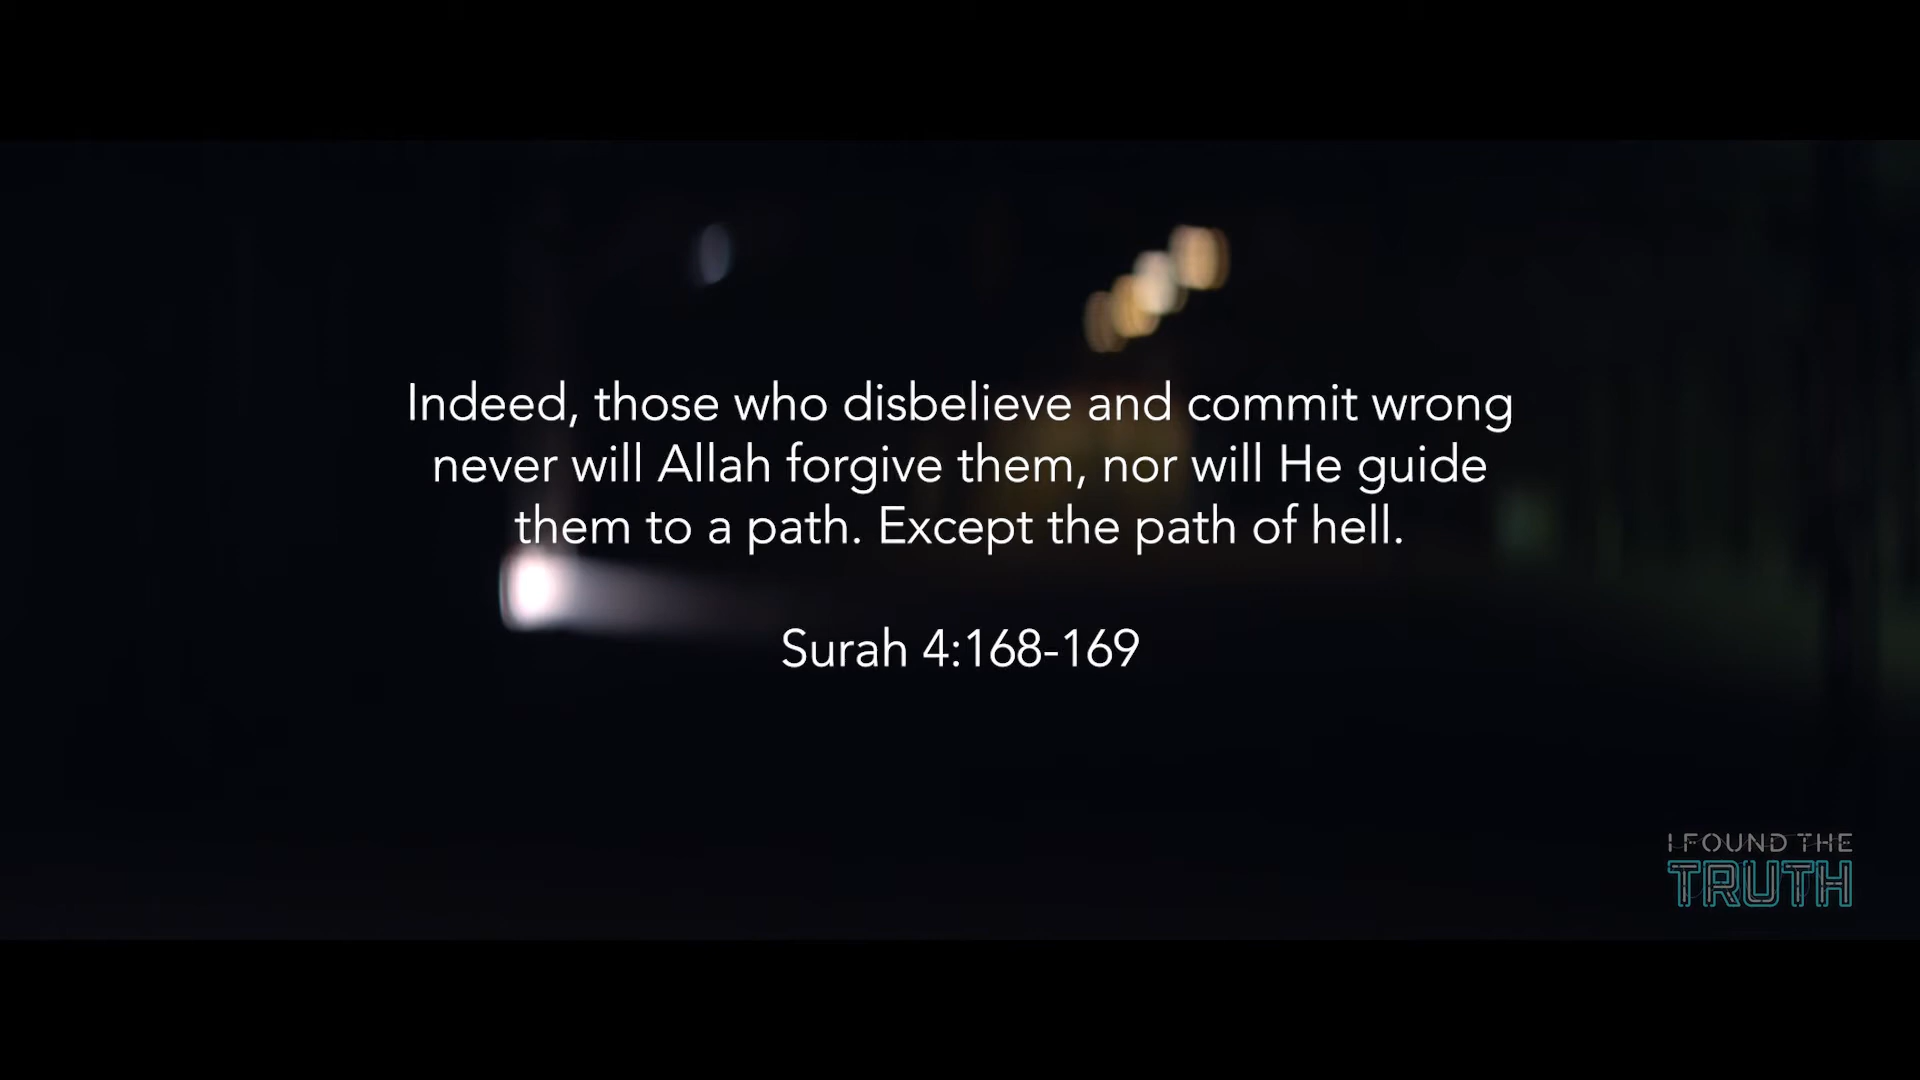 Indeed, those who disbelieve and commit wrong
never will Allah forgive them, nor will He guide
them to a path. Except the path of hell.
Surah 4:168-169
I FOUND THE
TRUTH